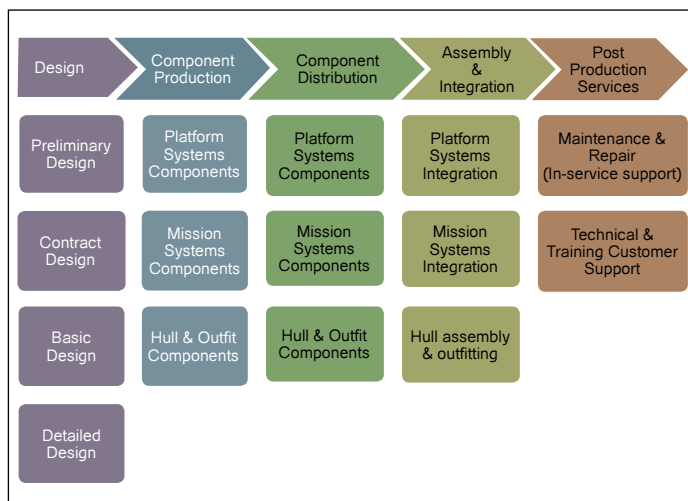 Design
Component
Production
Component
Distribution
Assembly
&
Integration
Post
Production
Services
Preliminary
Design
Platform
Systems
Components
Platform
Systems
Components
Platform
Systems
Integration
Maintenance &
Repair
(In-service support)
Contract
Design
Mission
Systems
Components
Mission
Systems
Components
Mission
Systems
Integration
Technical &
Training Customer
Support
Basic
Design
Hull & Outfit
Components
Hull & Outfit
Components
Hull assembly
& outfitting
Detailed
Design